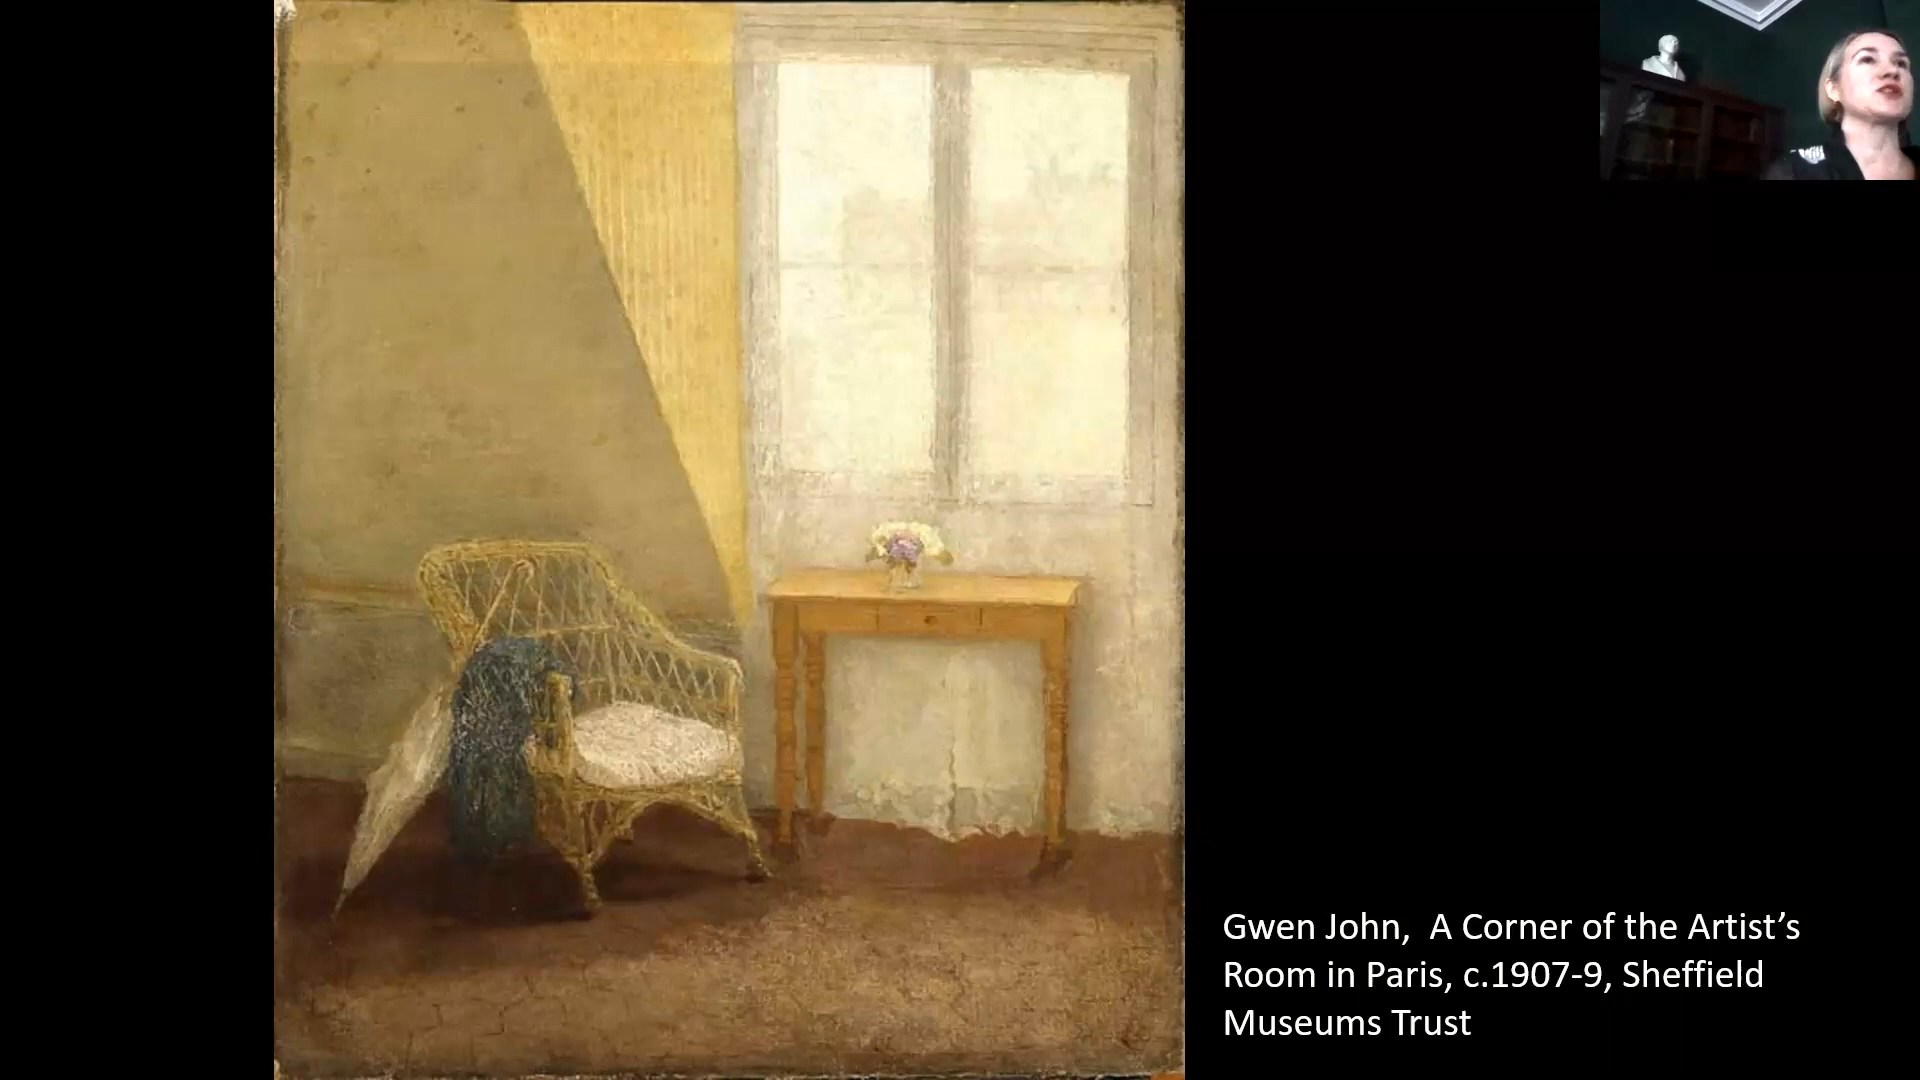 Gwen John,  A Corner of the Artist’s
Room in Paris, c.1907-9, Sheffield
Museums Trust